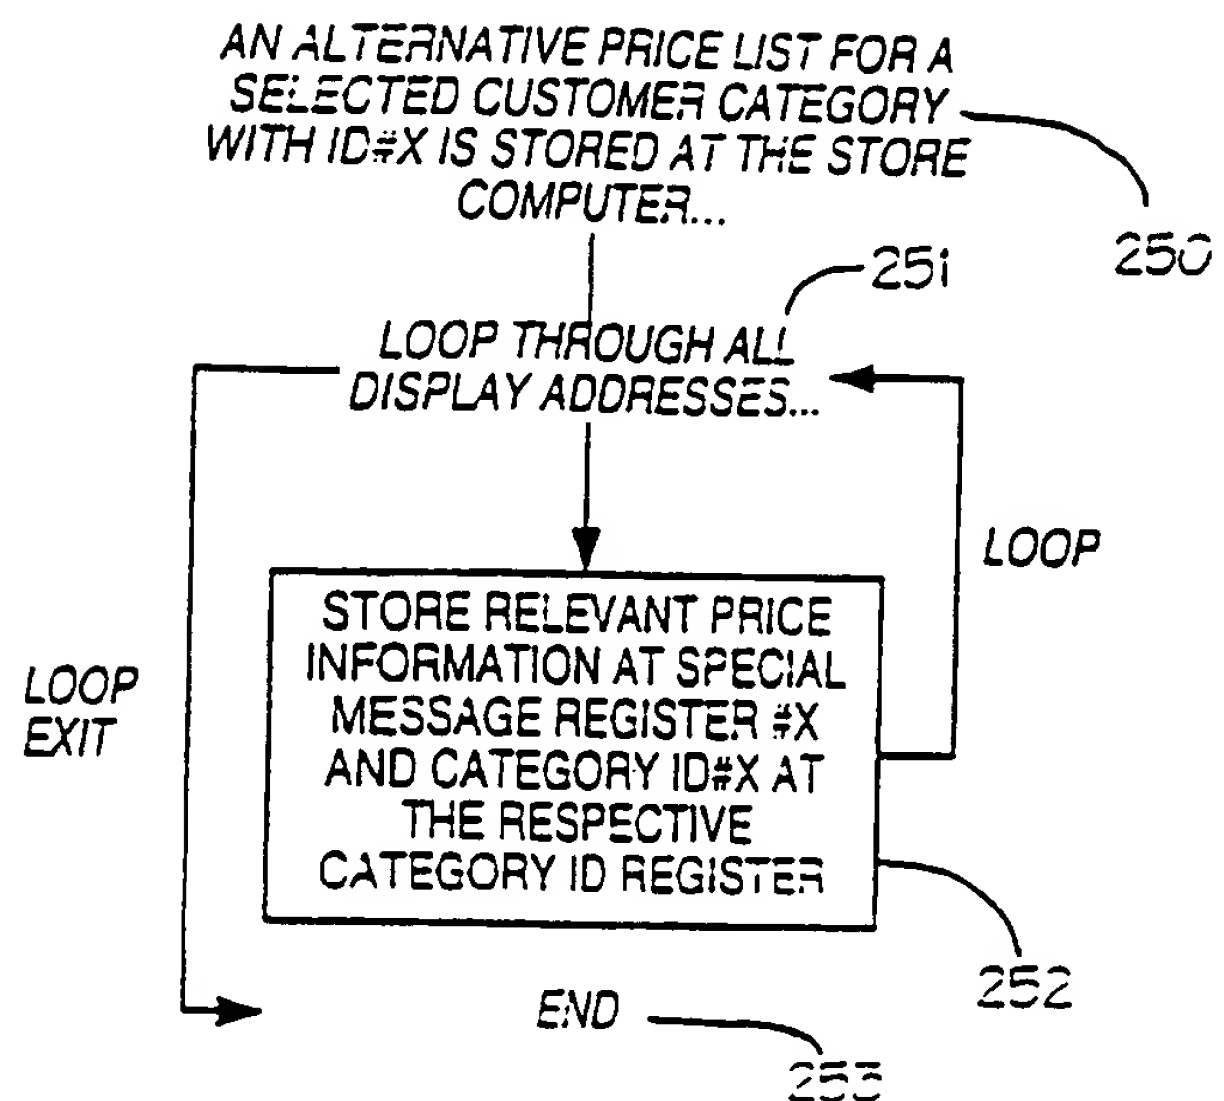 AN ALTERNATIVE PRICE LIST FOR A
SELECTED CUSTOMER CATEGORY
WITH ID#X IS STORED AT THE STORE
COMPUTER...
250
251
LOOP THROUGH ALL
DISPLAY ADDRESSES...
LOOP
STORE RELEVANT PRICE
INFORMATION AT SPECIAL
MESSAGE REGISTER #X
AND CATEGORY ID#X AT
THE RESPECTIVE
CATEGORY ID REGISTER
LOOP
EXIT
252
END
253